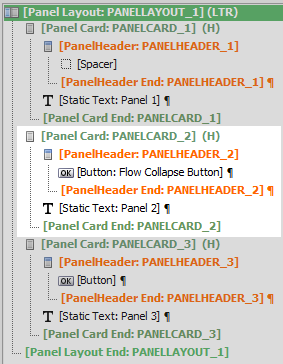 [Panel Layout: PANELLAYOUT_1] (LTR)
[Panel Card: PANELCARD_1] (H)
[PanelHeader: PANELHEADER_1]
[Spacer]
[PanelHeader End: PANELHEADER_1] ¶
T [Static Text: Panel 1] ¶
[Panel Card End: PANELCARD_1]
[Panel Card: PANELCARD_2] (H)
[PanelHeader: PANELHEADER_2]
OK [Button: Flow Collapse Button] ¶
[PanelHeader End: PANELHEADER_2] ¶
T [Static Text: Panel 2] ¶
[Panel Card End: PANELCARD_2]
[Panel Card: PANELCARD_3] (H)
[PanelHeader: PANELHEADER_3]
OK [Button] ¶
[PanelHeader End: PANELHEADER_3] ¶
T [Static Text: Panel 3] ¶
[Panel Card End: PANELCARD_3]
[Panel Layout End: PANELLAYOUT_1]